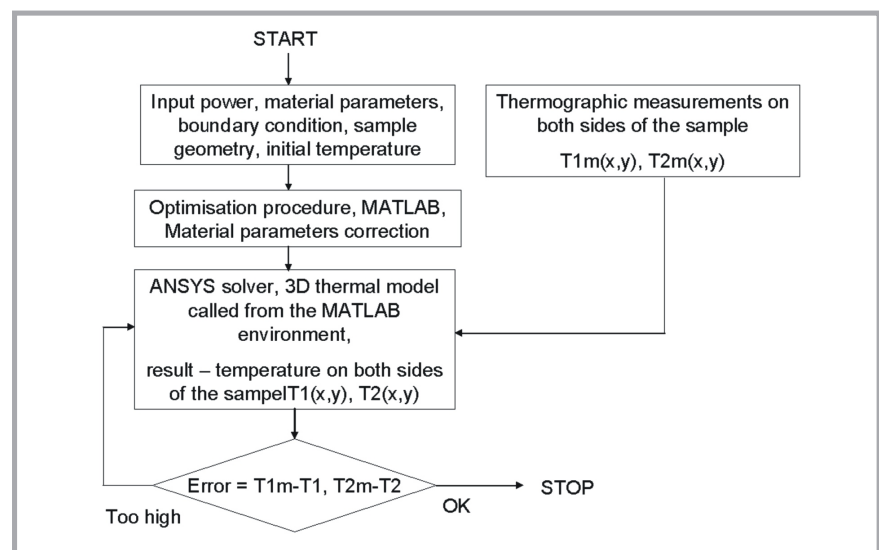 START
Input power, material parameters,
boundary condition, sample
geometry, initial temperature
Thermographic measurements on
both sides of the sample
T1m(x,y), T2m(x,y)
Optimisation procedure, MATLAB,
Material parameters correction
ANSYS solver, 3D thermal model
called from the MATLAB
environment,
result – temperature on both sides
of the sampelT1(x,y), T2(x,y)
Error = T1m-T1, T2m-T2
Too high
OK
STOP